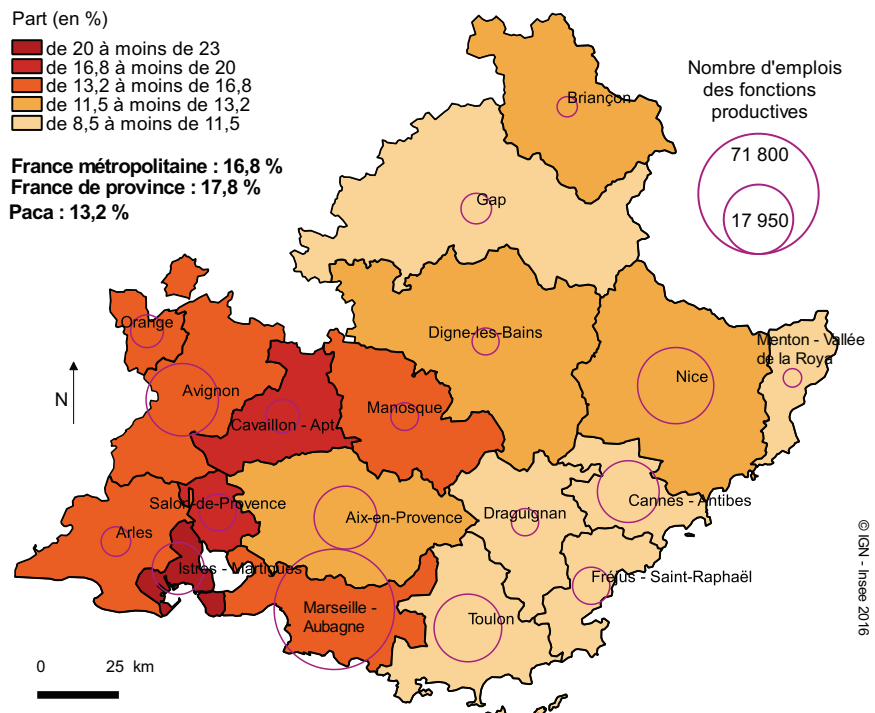 Part (en %)
de 20 à moins de 23
de 16,8 à moins de 20
de 13,2 à moins de 16,8
de 11,5 à moins de 13,2
de 8,5 à moins de 11,5
France métropolitaine : 16,8 %
France de province : 17,8 %
Paca : 13,2 %
Nombre d'emplois
des fonctions
productives
71 800
17 950
Briançon
Gap
Orange
Digne-les-Bains
Menton - Vallée
de la Roya
Nice
N
Avignon
Manosque
Cavaillon - Apt
Salon-de-Provence
Cannes - Antibes
Aix-en-Provence
Draguignan
Arles
Istres - Martigues
Fréjus - Saint-Raphaël
Marseille -
Aubagne
Toulon
0 25 km
© IGN - Insee 2016